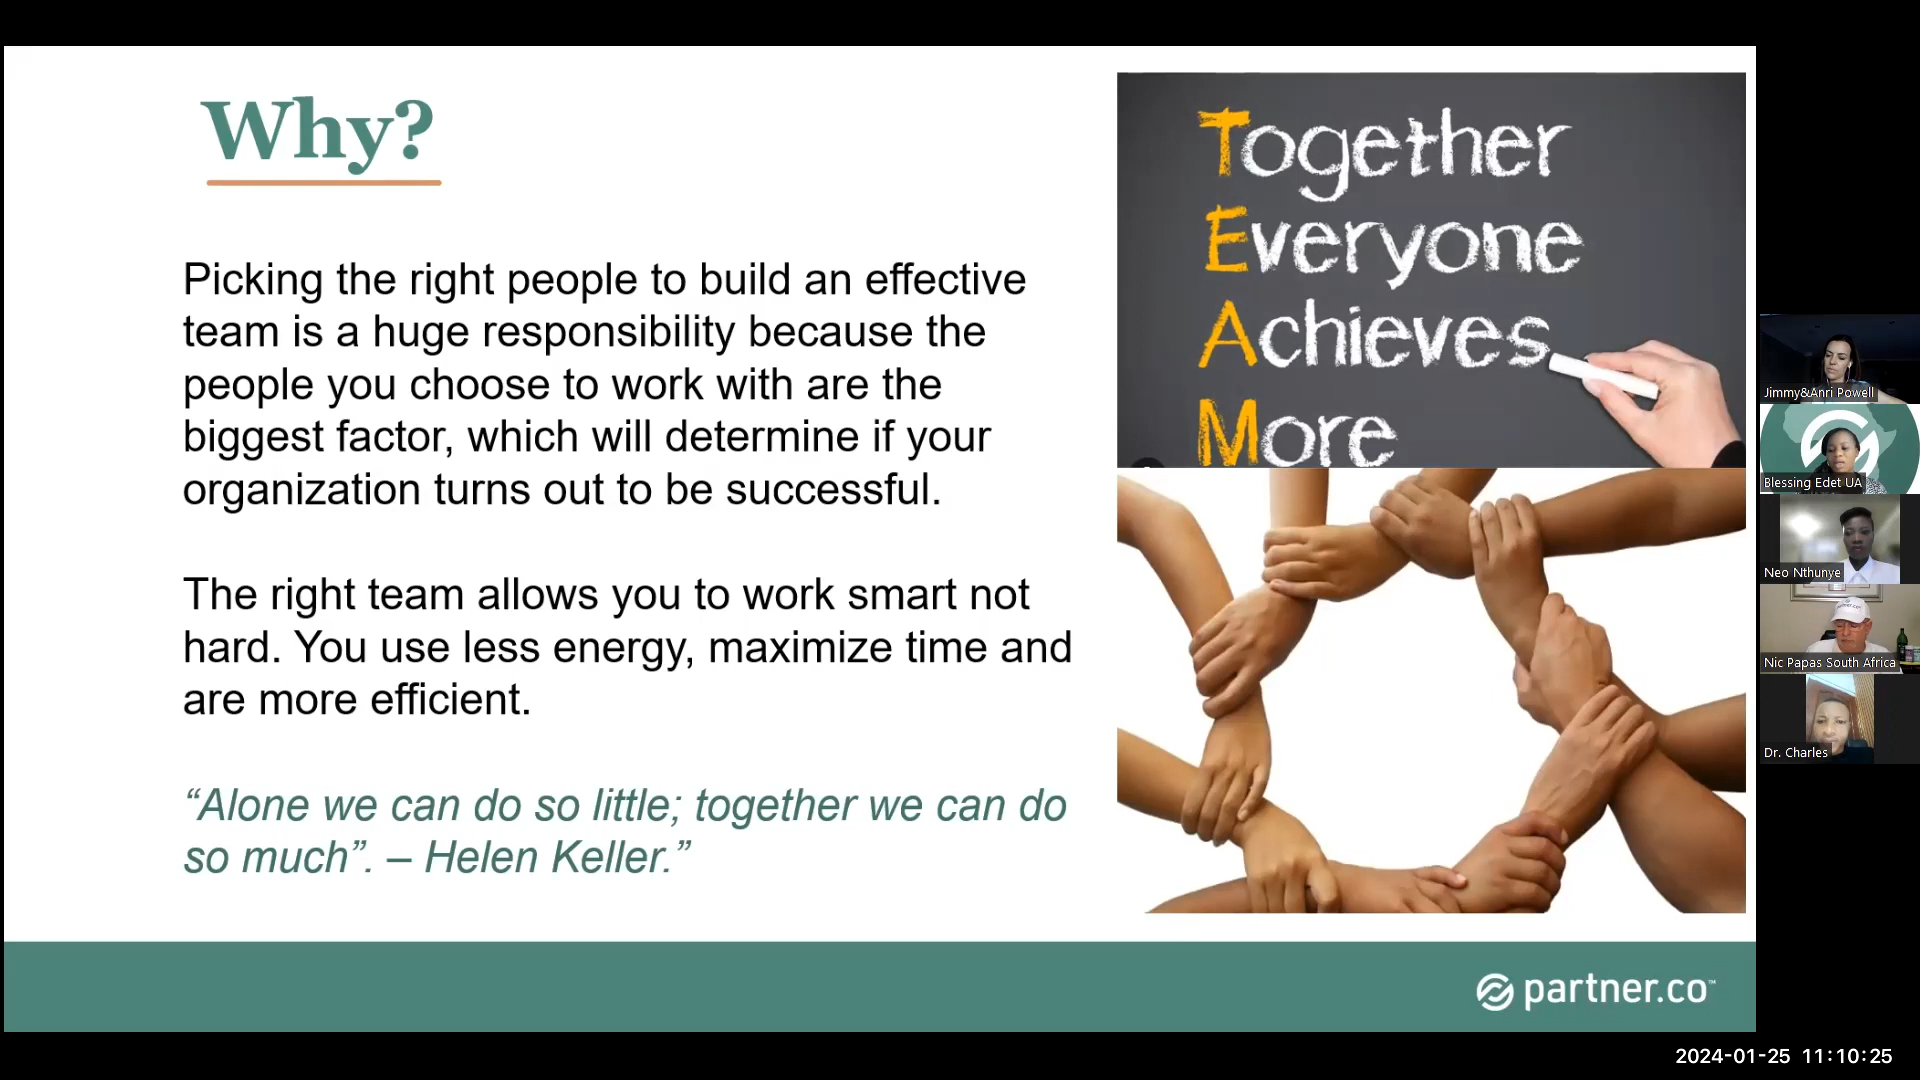 Why?
Picking the right people to build an effective
team is a huge responsibility because the
people you choose to work with are the
biggest factor, which will determine if your
organization turns out to be successful.
The right team allows you to work smart not
hard. You use less energy, maximize time and
are more efficient.
“Alone we can do so little; together we can do
so much”. – Helen Keller.”
Together
Everyone
Achieves
More
partner.co™
Jimmy&Anri Powell
Blessing Edet UA
Neo Nthunye
Nic Papas South Africa
Dr. Charles
2024-01-25 11:10:25